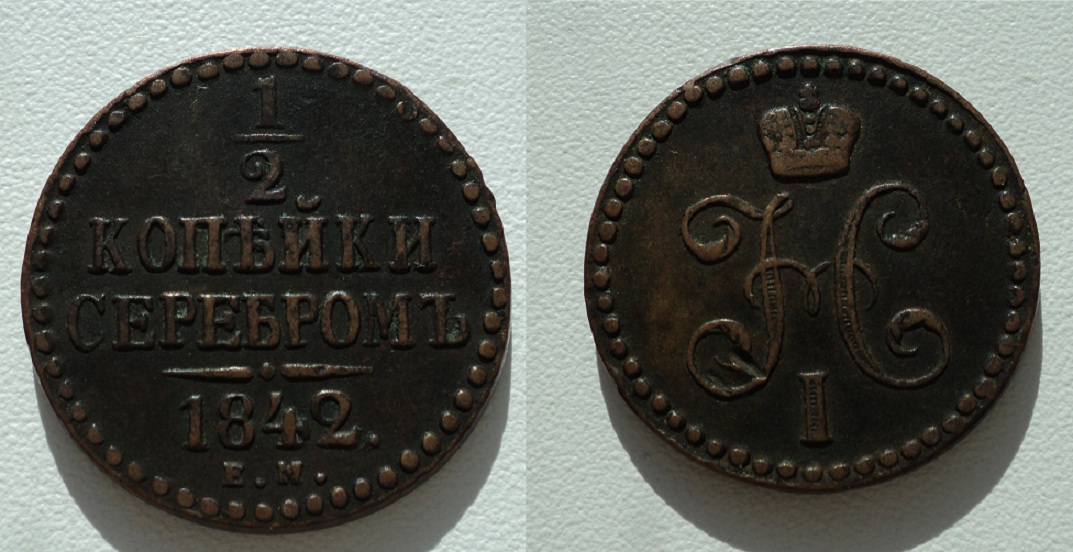 1/2
КОПѢЙКИ
СЕРЕБРОМЪ
1842.
Е.М.
Н
I